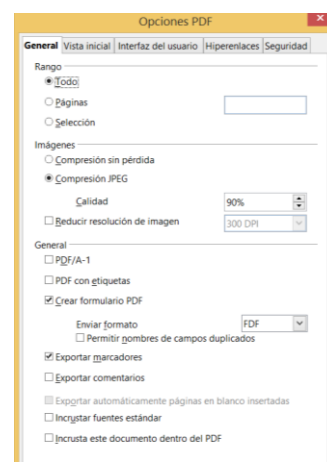 Opciones PDF
General Vista inicial Interfaz del usuario Hiperenlaces Seguridad
Rango
Todo
Páginas
Selección
Imágenes
Compresión sin pérdida
Compresión JPEG
Calidad 90%
Reducir resolución de imagen 300 DPI
General
PDF/A-1
PDF con etiquetas
Crear formulario PDF
Enviar formato FDF
Permitir nombres de campos duplicados
Exportar marcadores
Exportar comentarios
Exportar automáticamente páginas en blanco insertadas
Incrustar fuentes estándar
Incrusta este documento dentro del PDF